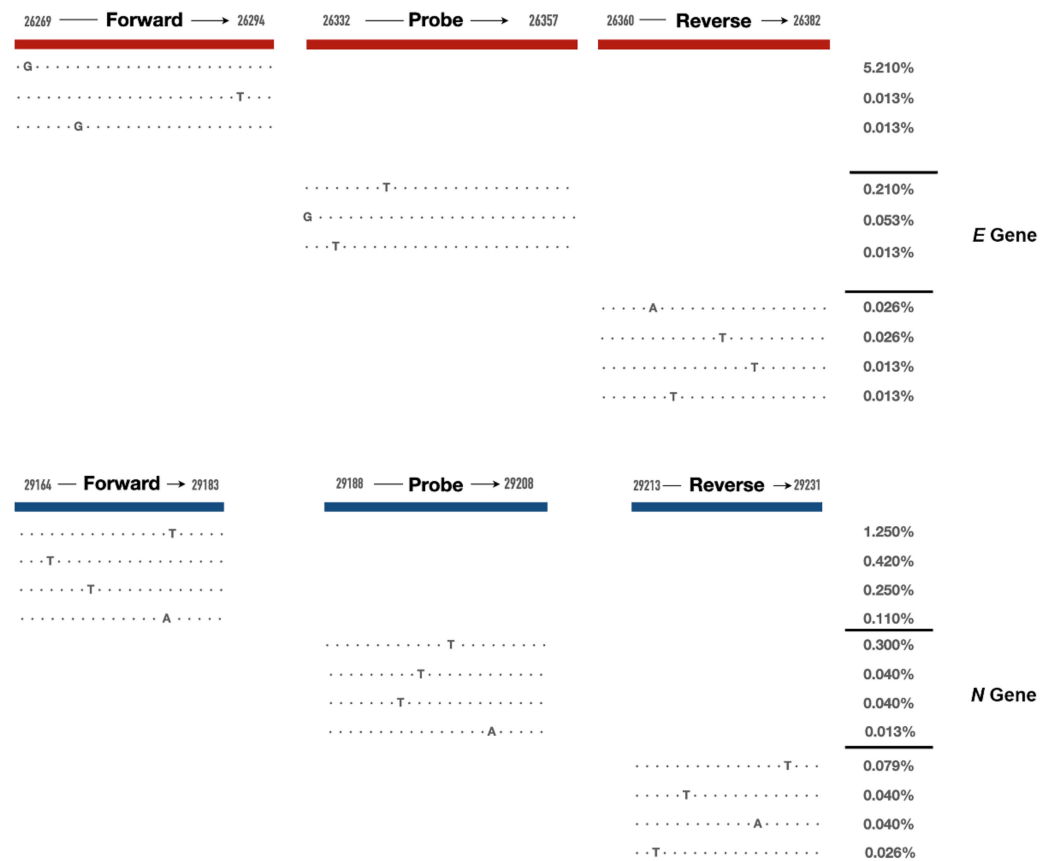 26269 Forward 26294 26332 Probe 26357 26360 Reverse 26382
G 5.210%
T 0.013%
G 0.013%
T 0.210%
G 0.053%
E Gene
T 0.013%
A 0.026%
T 0.026%
T 0.013%
T 0.013%
29164 Forward 29183 29188 Probe 29208 29213 Reverse 29231
T 1.250%
T 0.420%
T 0.250%
A 0.110%
T 0.300%
T 0.040%
N Gene
T 0.040%
A 0.013%
T 0.079%
T 0.040%
A 0.040%
T 0.026%